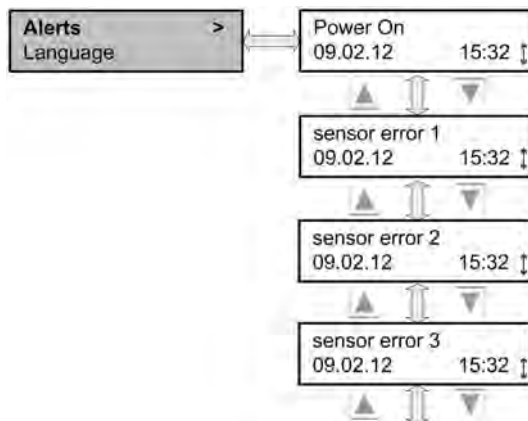 Alerts >
Language
Power On
09.02.12 15:32
sensor error 1
09.02.12 15:32
sensor error 2
09.02.12 15:32
sensor error 3
09.02.12 15:32